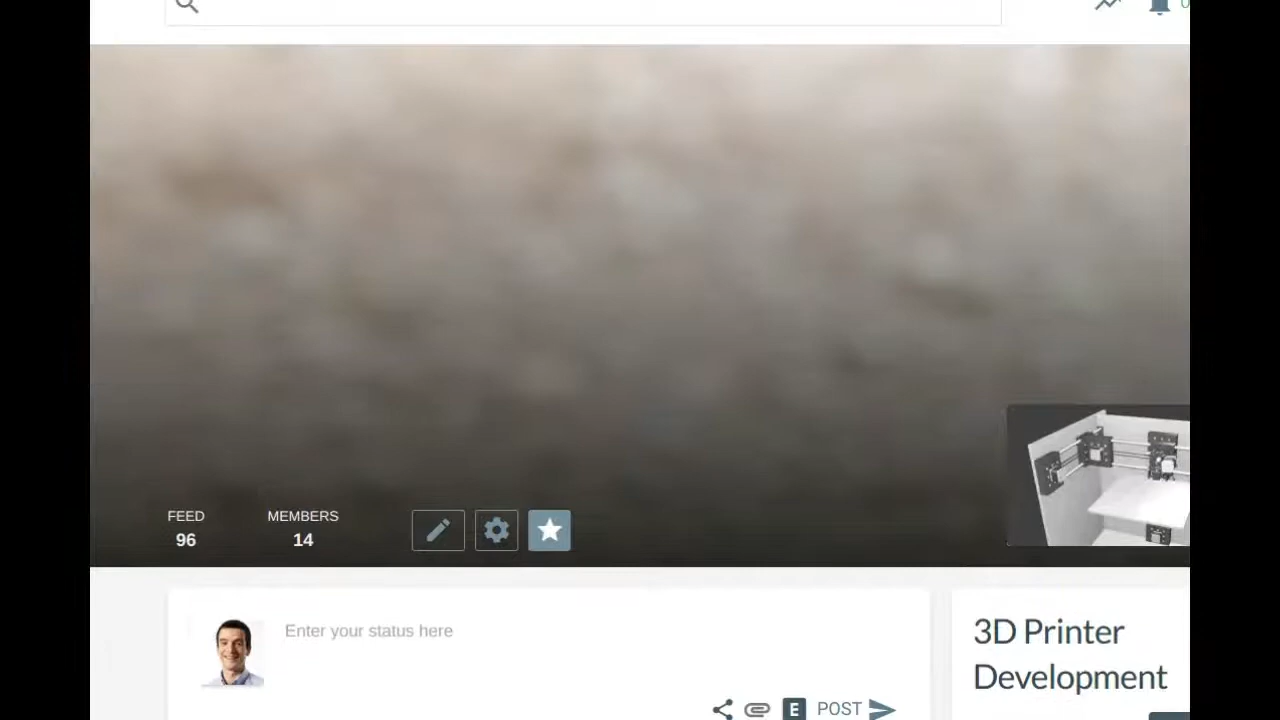 FEED
96
MEMBERS
14
Enter your status here
E
POST
3D Printer
Development